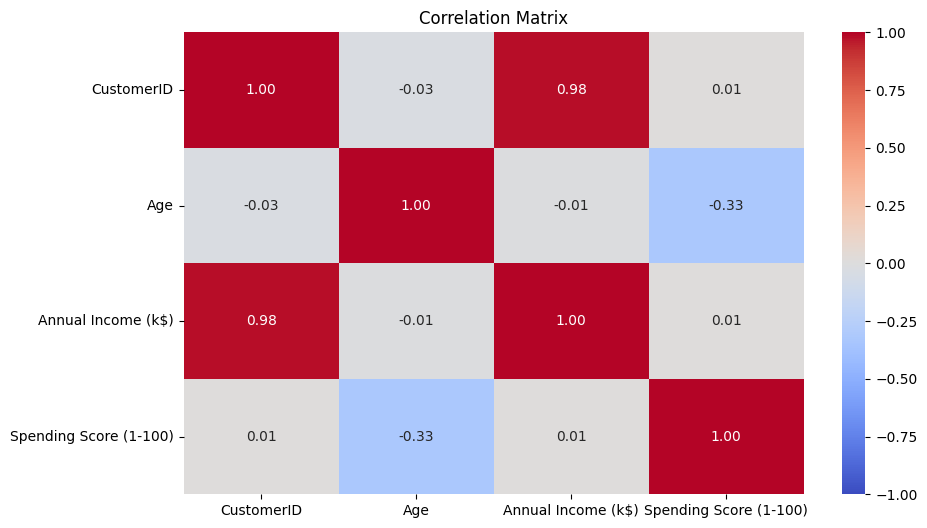 Correlation Matrix
CustomerID 1.00 -0.03 0.98 0.01
Age -0.03 1.00 -0.01 -0.33
Annual Income (k$) 0.98 -0.01 1.00 0.01
Spending Score (1-100) 0.01 -0.33 0.01 1.00
CustomerID Age Annual Income (k$) Spending Score (1-100)
1.00
0.75
0.50
0.25
0.00
−0.25
−0.50
−0.75
−1.00